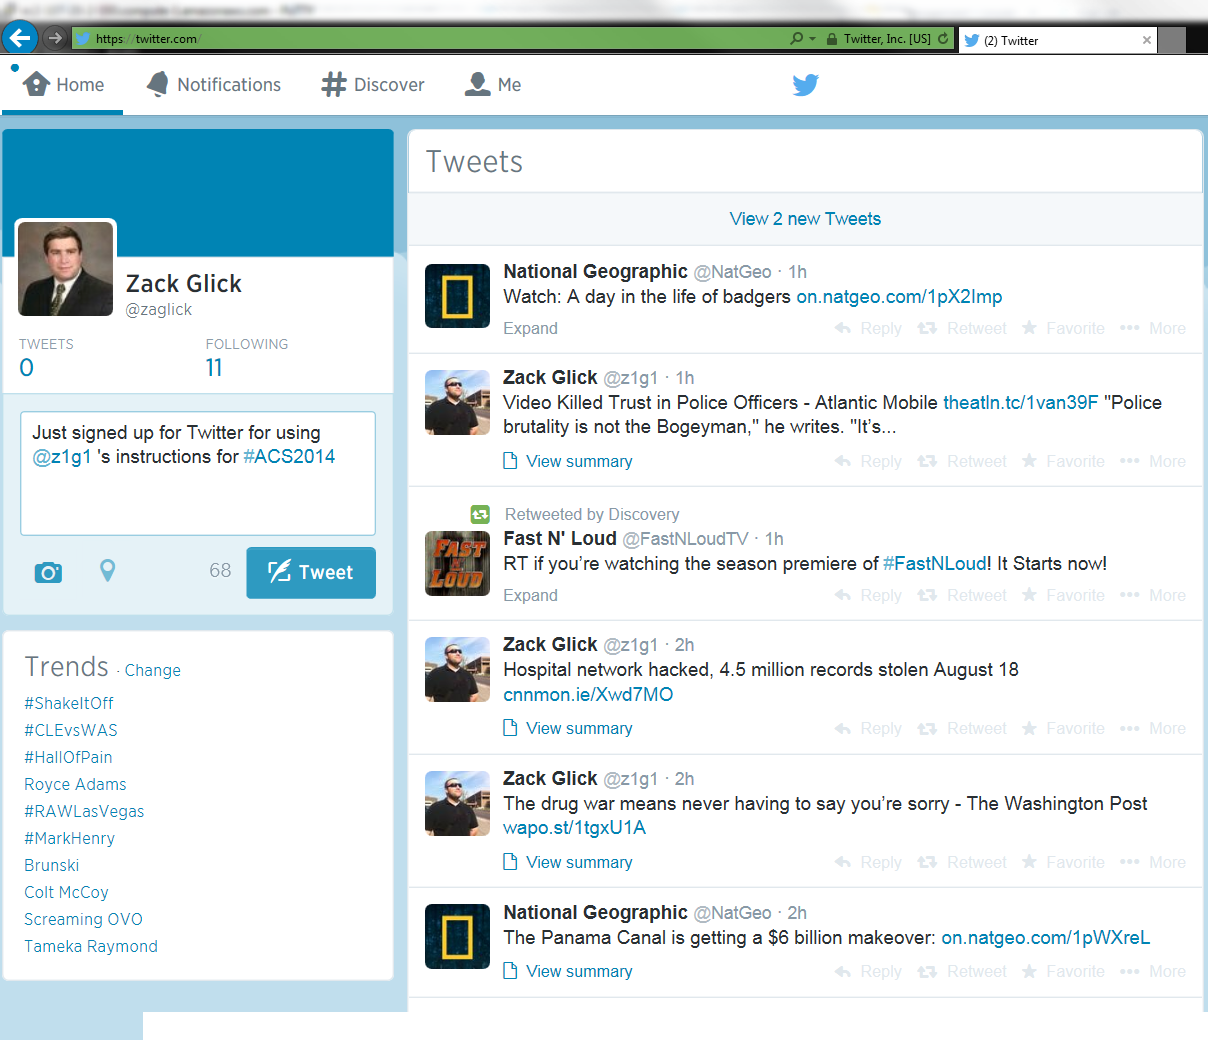 https://twitter.com/
Twitter, Inc. [US]
(2) Twitter
Home
Notifications
Discover
Me
Zack Glick
@zaglick
TWEETS
FOLLOWING
0
11
Just signed up for Twitter for using
@z1g1 's instructions for #ACS2014
68
Tweet
Trends · Change
#ShakeItOff
#CLEvsWAS
#HallOfPain
Royce Adams
#RAWLasVegas
#MarkHenry
Brunski
Colt McCoy
Screaming OVO
Tameka Raymond
Tweets
View 2 new Tweets
National Geographic @NatGeo · 1h
Watch: A day in the life of badgers on.natgeo.com/1pX2Imp
Expand
Reply Retweet Favorite More
Zack Glick @z1g1 · 1h
Video Killed Trust in Police Officers - Atlantic Mobile theatln.tc/1van39F "Police
brutality is not the Bogeyman," he writes. "It's...
View summary
Reply Retweet Favorite More
Retweeted by Discovery
FAST
N'
LOUD
Fast N' Loud @FastNLoudTV · 1h
RT if you're watching the season premiere of #FastNLoud! It Starts now!
Expand
Reply Retweet Favorite More
Zack Glick @z1g1 · 2h
Hospital network hacked, 4.5 million records stolen August 18
cnnmon.ie/Xwd7MO
View summary
Reply Retweet Favorite More
Zack Glick @z1g1 · 2h
The drug war means never having to say you're sorry - The Washington Post
wapo.st/1tgxU1A
View summary
Reply Retweet Favorite More
National Geographic @NatGeo · 2h
The Panama Canal is getting a $6 billion makeover: on.natgeo.com/1pWXreL
View summary
Reply Retweet Favorite More